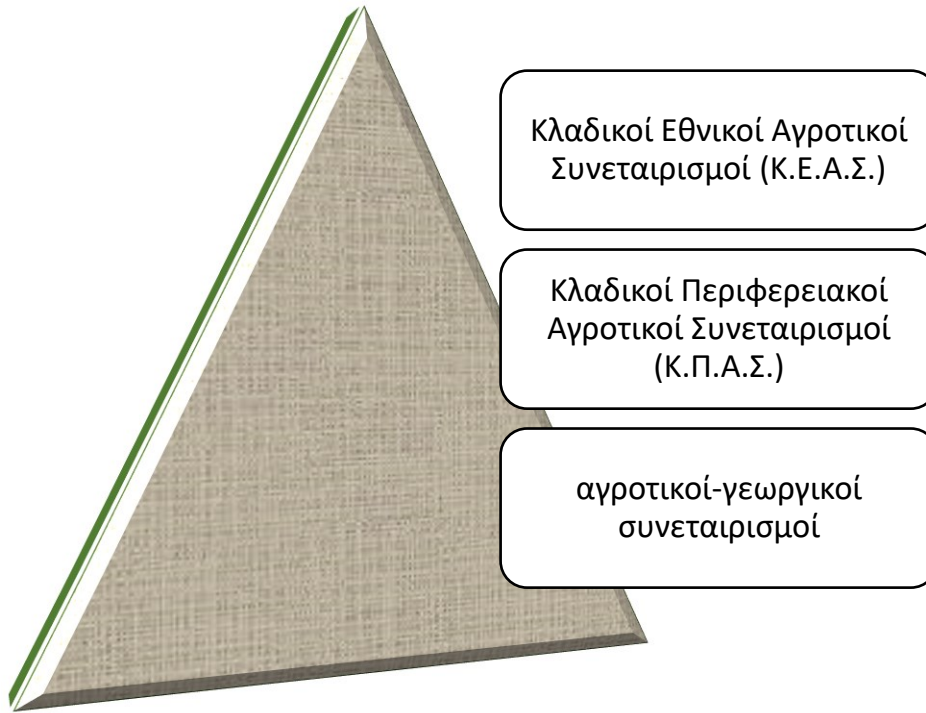 Κλαδικοί Εθνικοί Αγροτικοί
Συνεταιρισμοί (Κ.Ε.Α.Σ.)
Κλαδικοί Περιφερειακοί
Αγροτικοί Συνεταιρισμοί
(Κ.Π.Α.Σ.)
αγροτικοί-γεωργικοί
συνεταιρισμοί